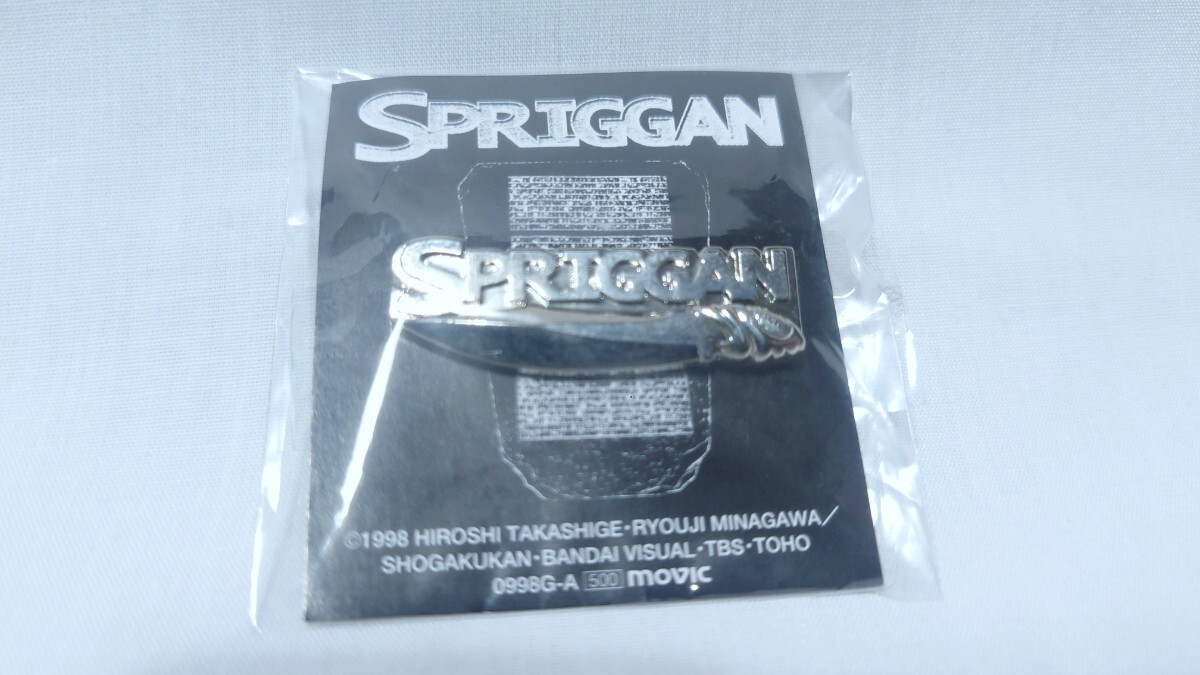 SPRIGGAN
SPRIGGAN
©1998 HIROSHI TAKASHIGE・RYOUJI MINAGAWA/
SHOGAKUKAN・BANDAI VISUAL・TBS・TOHO
0998G-A 500 movic